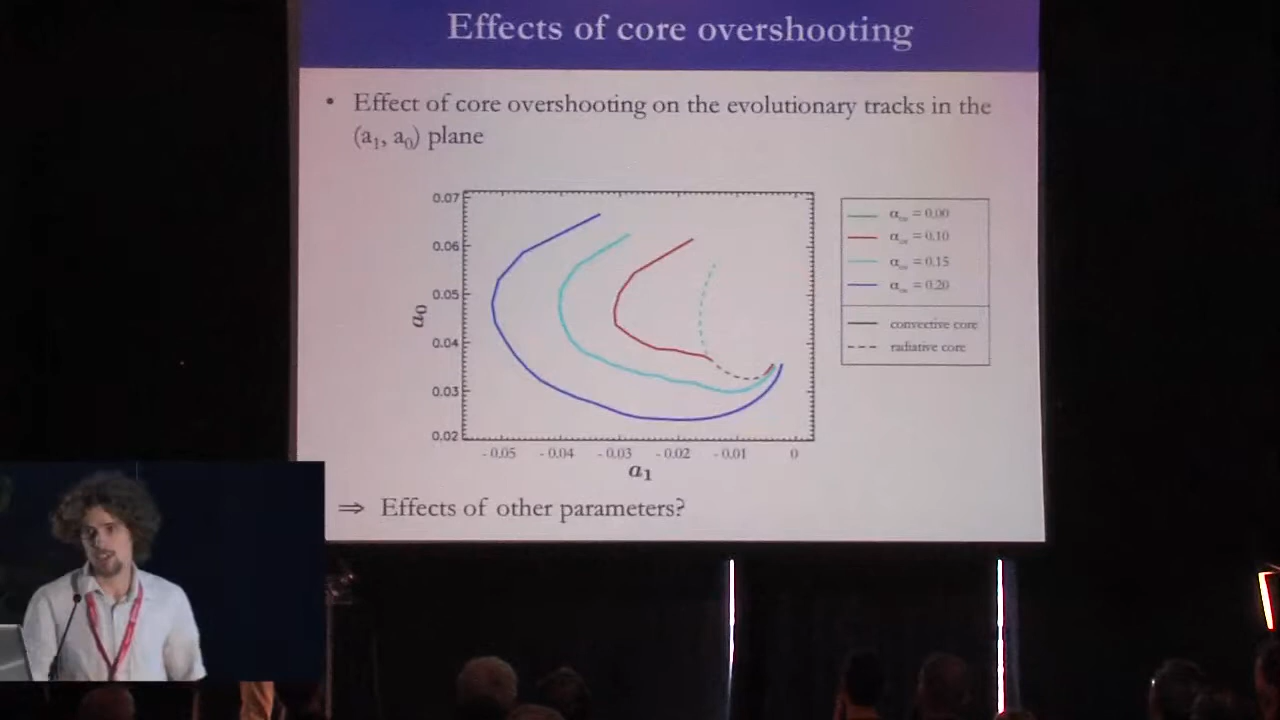 Effects of core overshooting
• Effect of core overshooting on the evolutionary tracks in the
(a₁, a₀) plane
0.07
0.06
0.05
0.04
0.03
0.02
a₀
-0.05 -0.04 -0.03 -0.02 -0.01 0
a₁
α = 0.00
α = 0.10
α = 0.15
α = 0.20
convective core
radiative core
⇒ Effects of other parameters?